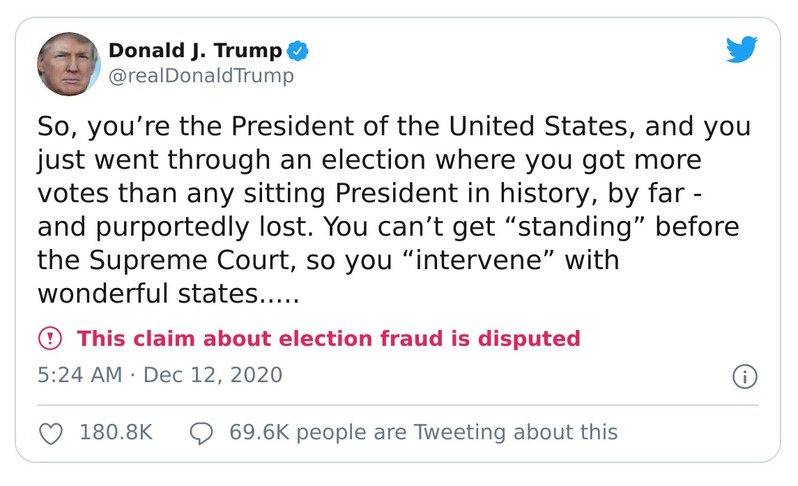 Donald J. Trump
@realDonaldTrump
So, you’re the President of the United States, and you
just went through an election where you got more
votes than any sitting President in history, by far -
and purportedly lost. You can’t get “standing” before
the Supreme Court, so you “intervene” with
wonderful states.....
This claim about election fraud is disputed
5:24 AM · Dec 12, 2020
180.8K 69.6K people are Tweeting about this